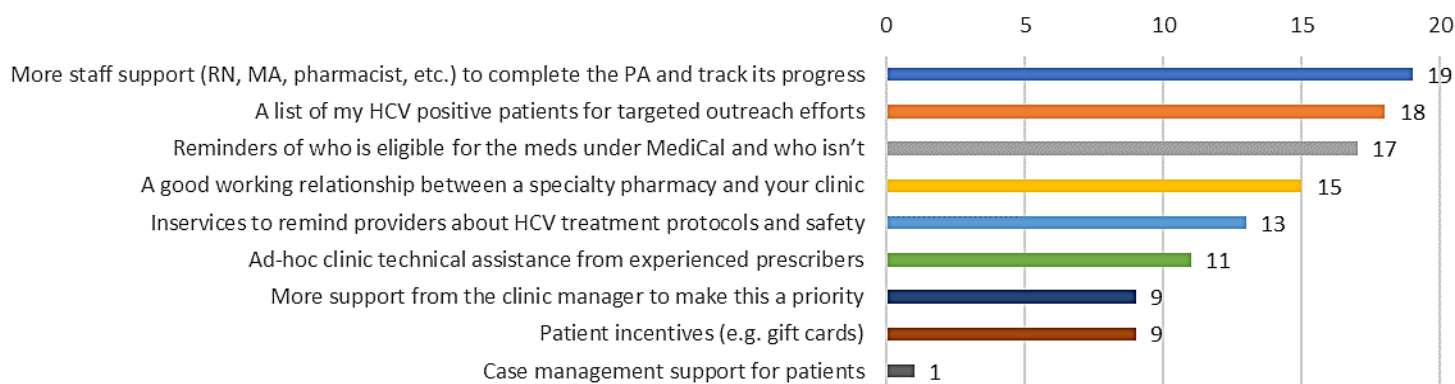 0 5 10 15 20
More staff support (RN, MA, pharmacist, etc.) to complete the PA and track its progress 19
A list of my HCV positive patients for targeted outreach efforts 18
Reminders of who is eligible for the meds under MediCal and who isn’t 17
A good working relationship between a specialty pharmacy and your clinic 15
Inservices to remind providers about HCV treatment protocols and safety 13
Ad-hoc clinic technical assistance from experienced prescribers 11
More support from the clinic manager to make this a priority 9
Patient incentives (e.g. gift cards) 9
Case management support for patients 1